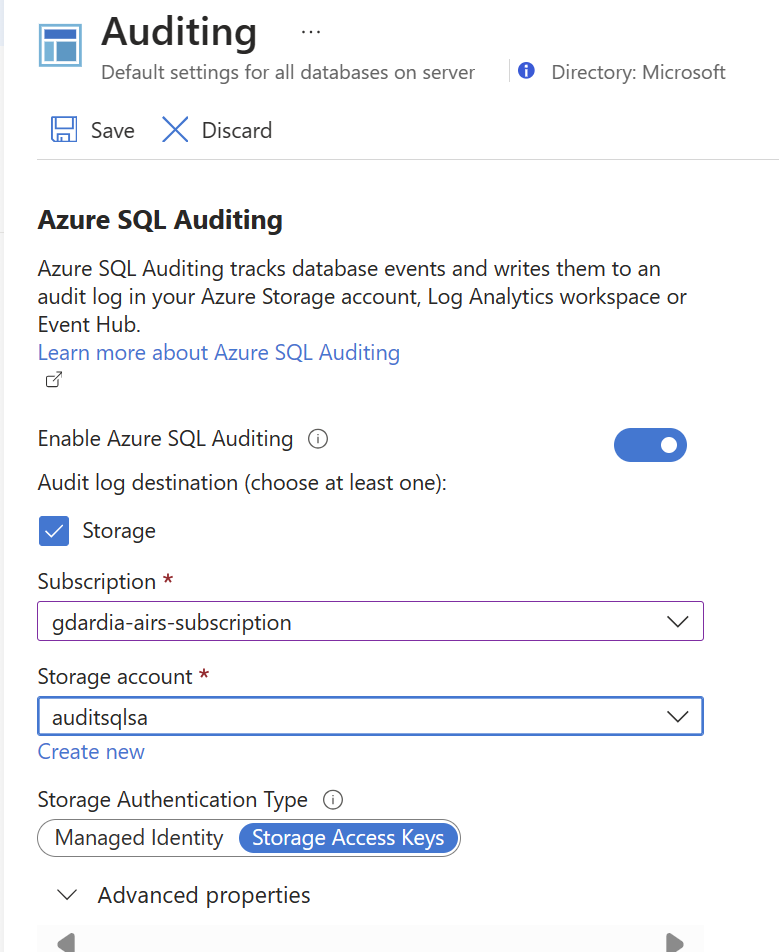 Auditing ...
Default settings for all databases on server
Directory: Microsoft
Save
Discard
Azure SQL Auditing
Azure SQL Auditing tracks database events and writes them to an
audit log in your Azure Storage account, Log Analytics workspace or
Event Hub.
Learn more about Azure SQL Auditing
Enable Azure SQL Auditing
Audit log destination (choose at least one):
Storage
Subscription *
gdardia-airs-subscription
Storage account *
auditsqlsa
Create new
Storage Authentication Type
Managed Identity
Storage Access Keys
Advanced properties